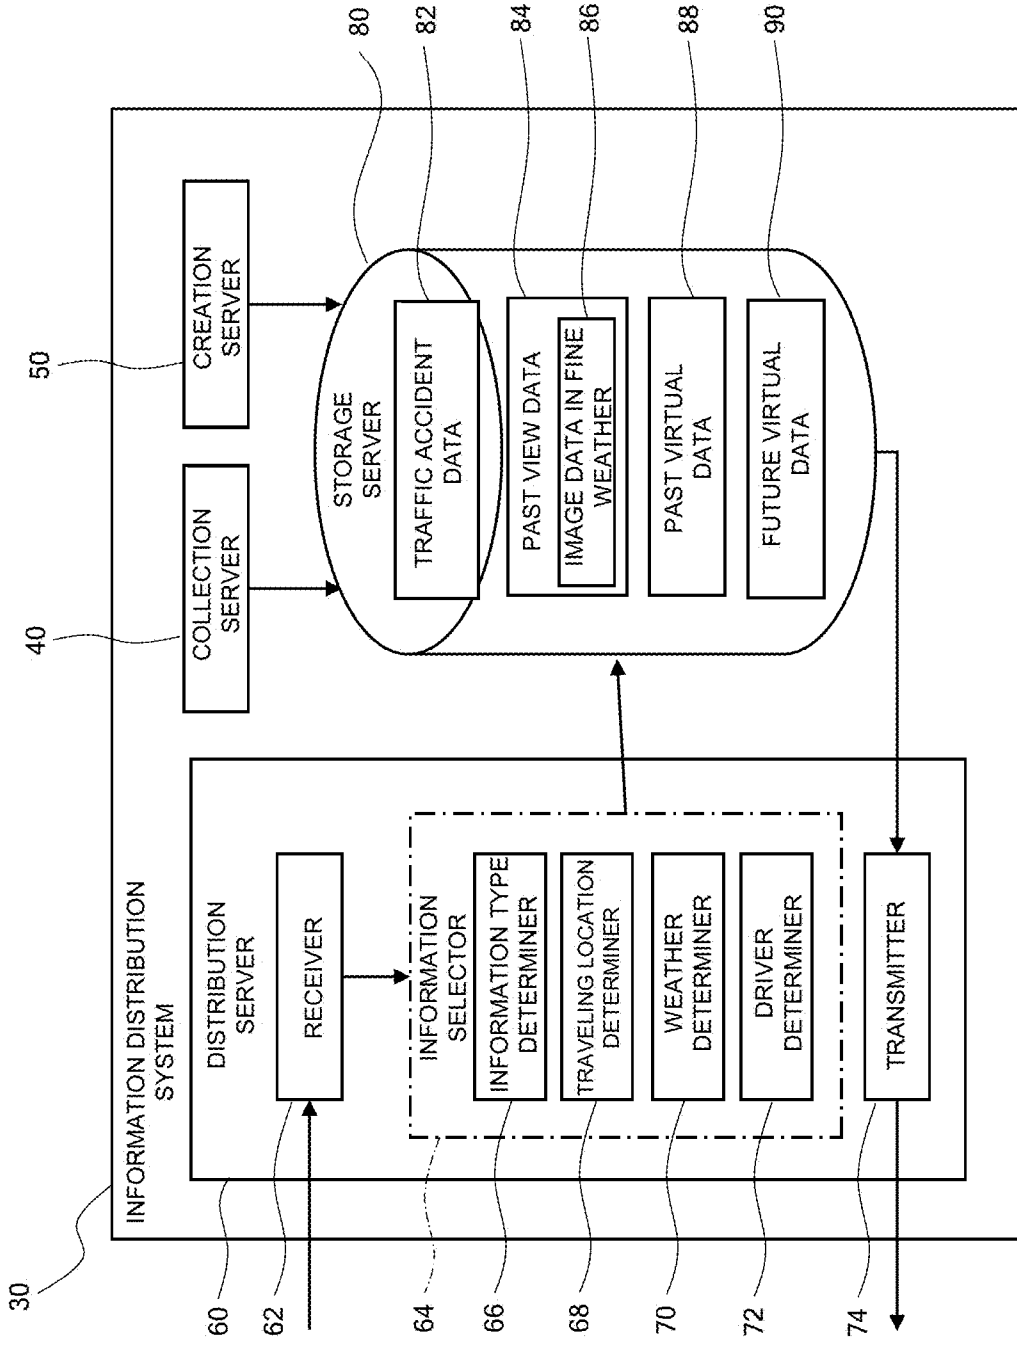 30
INFORMATION DISTRIBUTION
SYSTEM
60
DISTRIBUTION
SERVER
62
RECEIVER
64
INFORMATION
SELECTOR
66
INFORMATION TYPE
DETERMINER
68
TRAVELING LOCATION
DETERMINER
70
WEATHER
DETERMINER
72
DRIVER
DETERMINER
74
TRANSMITTER
40
COLLECTION
SERVER
50
CREATION
SERVER
80
STORAGE
SERVER
82
TRAFFIC ACCIDENT
DATA
84
PAST VIEW DATA
86
IMAGE DATA IN FINE
WEATHER
88
PAST VIRTUAL
DATA
90
FUTURE VIRTUAL
DATA